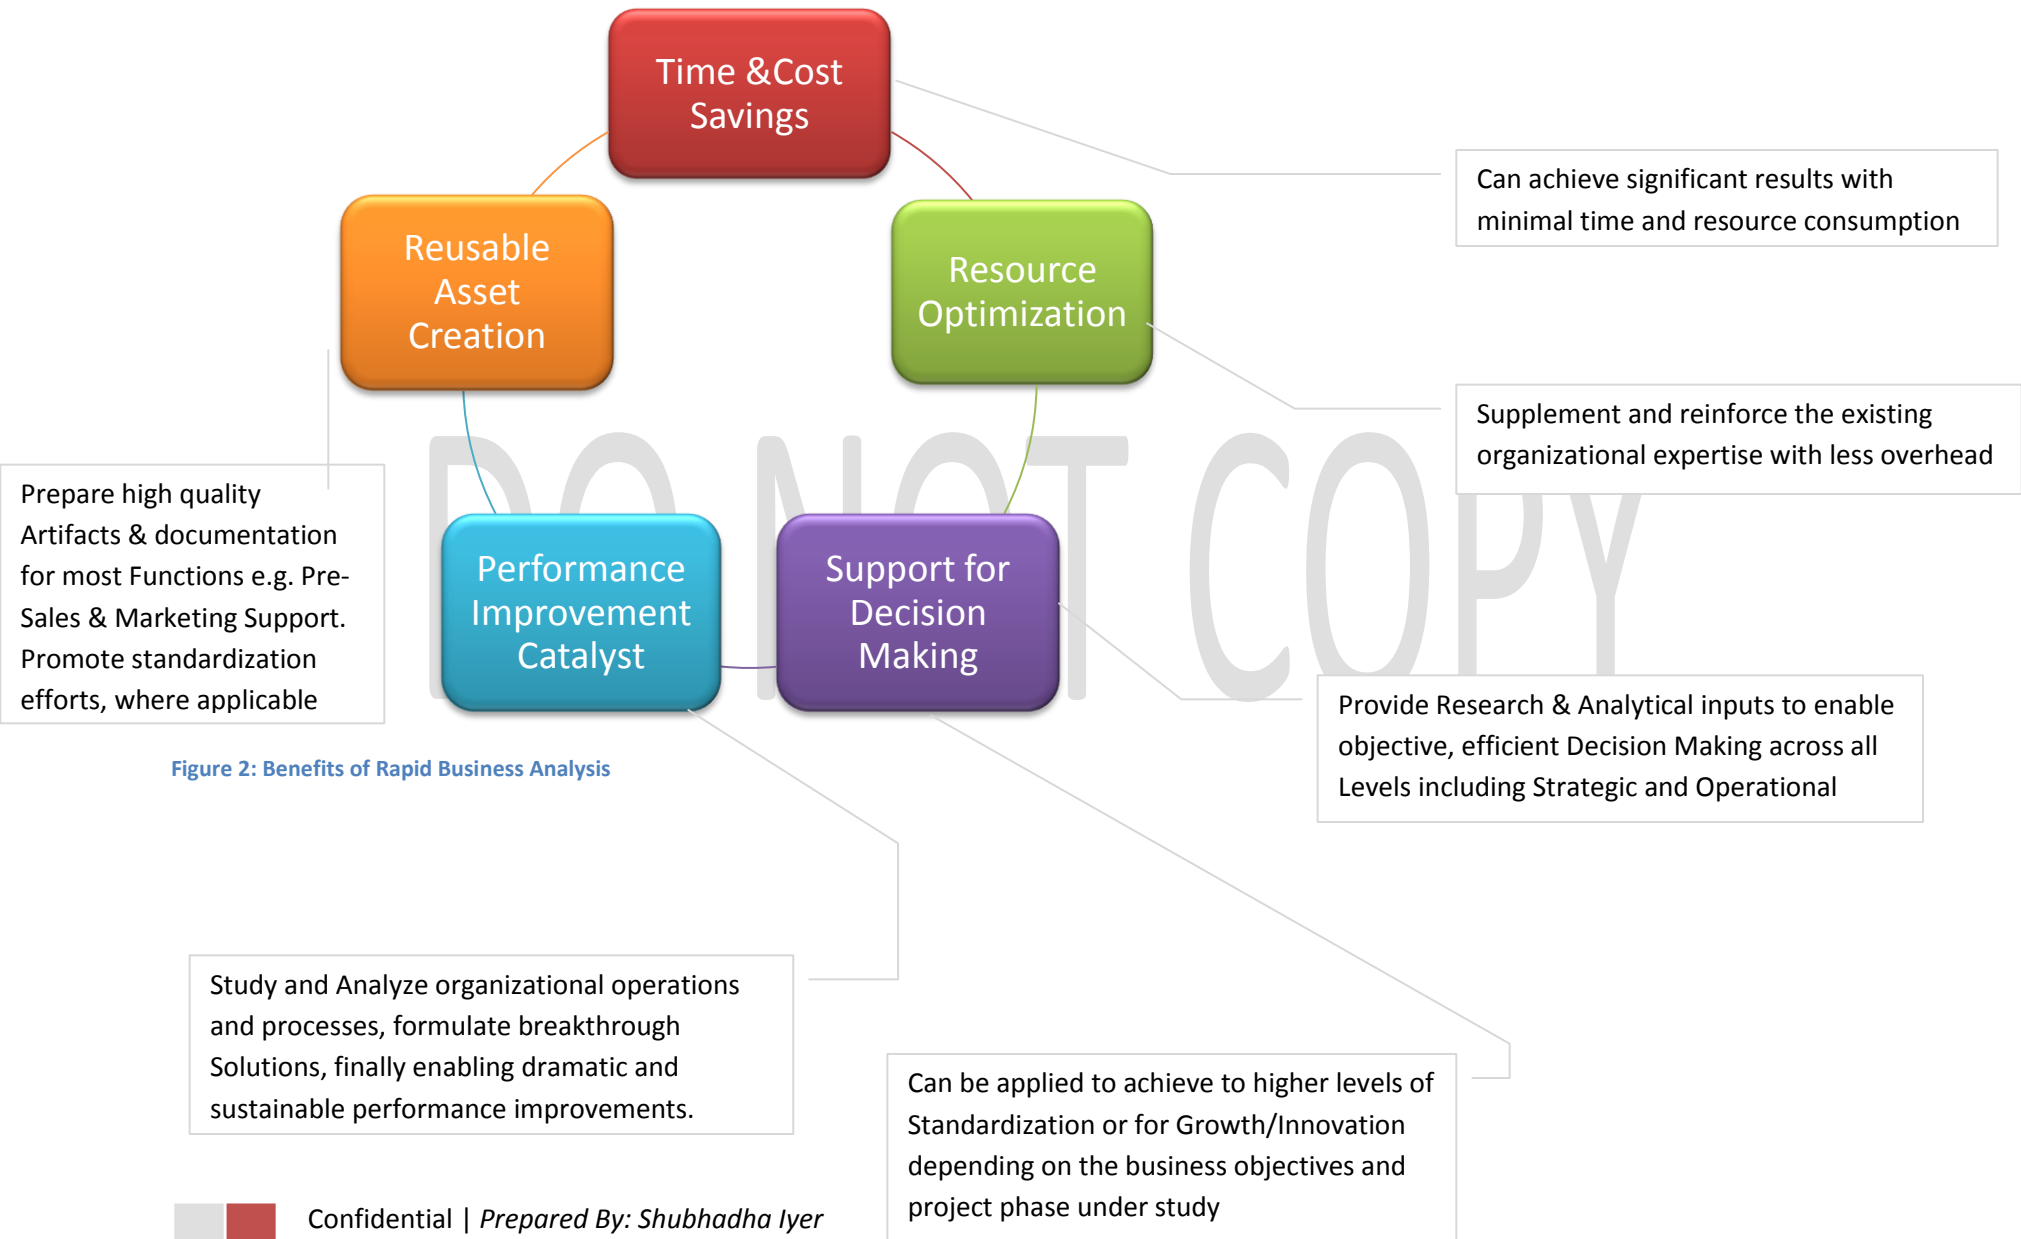 Time &Cost
Savings
Reusable
Asset
Creation
Resource
Optimization
Performance
Improvement
Catalyst
Support for
Decision
Making
Can achieve significant results with
minimal time and resource consumption
Supplement and reinforce the existing
organizational expertise with less overhead
Prepare high quality
Artifacts & documentation
for most Functions e.g. Pre-
Sales & Marketing Support.
Promote standardization
efforts, where applicable
DO NOT COPY
Provide Research & Analytical inputs to enable
objective, efficient Decision Making across all
Levels including Strategic and Operational
Figure 2: Benefits of Rapid Business Analysis
Study and Analyze organizational operations
and processes, formulate breakthrough
Solutions, finally enabling dramatic and
sustainable performance improvements.
Can be applied to achieve to higher levels of
Standardization or for Growth/Innovation
depending on the business objectives and
project phase under study
Confidential | Prepared By: Shubhadha Iyer